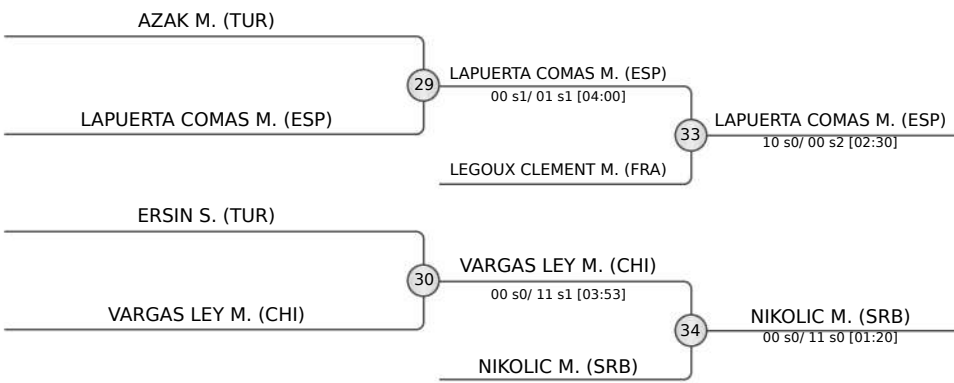 AZAK M. (TUR)
29
LAPUERTA COMAS M. (ESP)
00 s1/ 01 s1 [04:00]
LAPUERTA COMAS M. (ESP)
33
LAPUERTA COMAS M. (ESP)
10 s0/ 00 s2 [02:30]
LEGOUX CLEMENT M. (FRA)
ERSIN S. (TUR)
30
VARGAS LEY M. (CHI)
00 s0/ 11 s1 [03:53]
VARGAS LEY M. (CHI)
34
NIKOLIC M. (SRB)
00 s0/ 11 s0 [01:20]
NIKOLIC M. (SRB)